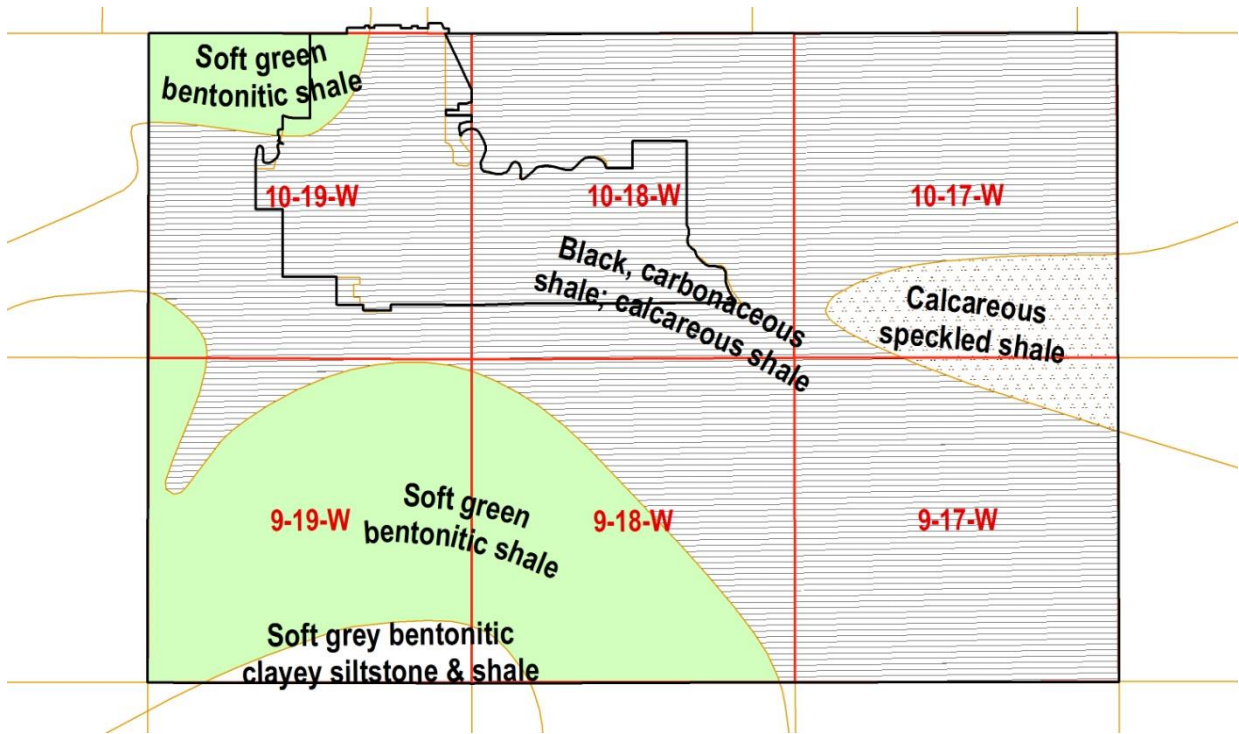 Soft green
bentonitic shale
10-19-W
10-18-W
10-17-W
Black, carbonaceous
shale; calcareous shale
Calcareous
speckled shale
9-19-W
Soft green
bentonitic shale
9-18-W
9-17-W
Soft grey bentonitic
clayey siltstone & shale